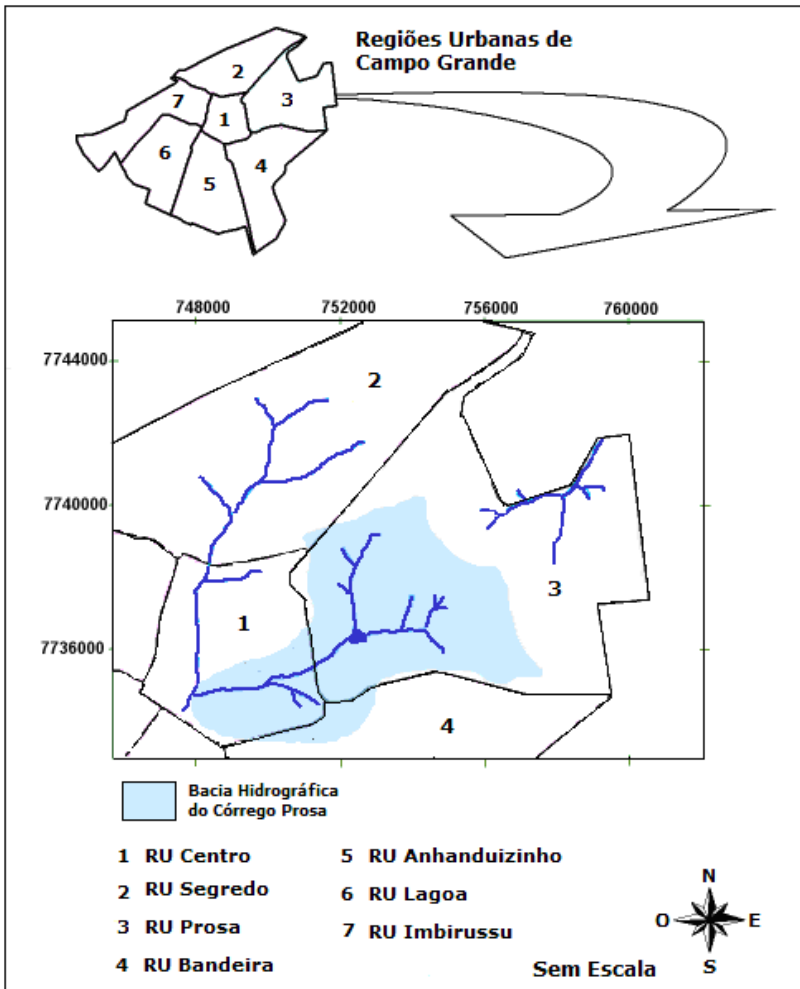 Regiões Urbanas de
Campo Grande
2
7
3
1
6
4
5
748000
752000
756000
760000
7744000
2
7740000
3
1
7736000
4
Bacia Hidrográfica
do Córrego Prosa
1 RU Centro
2 RU Segredo
3 RU Prosa
4 RU Bandeira
5 RU Anhanduizinho
6 RU Lagoa
7 RU Imbirussu
N
O
E
S
Sem Escala